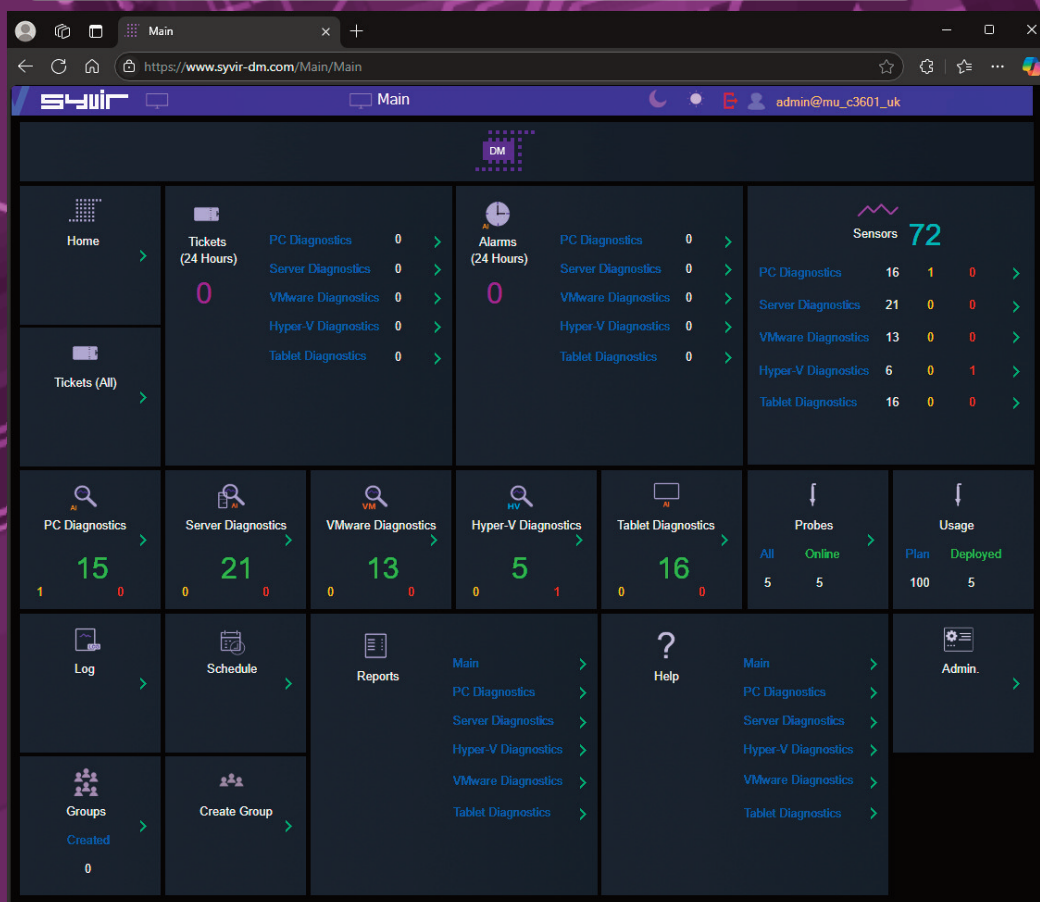 Main
https://www.syvir-dm.com/Main/Main
syvir
Main
admin@mu_c3601_uk
DM
Home
Tickets
(24 Hours)
0
PC Diagnostics 0
Server Diagnostics 0
VMware Diagnostics 0
Hyper-V Diagnostics 0
Tablet Diagnostics 0
AI
Alarms
(24 Hours)
0
PC Diagnostics 0
Server Diagnostics 0
VMware Diagnostics 0
Hyper-V Diagnostics 0
Tablet Diagnostics 0
Sensors 72
PC Diagnostics 16 1 0
Server Diagnostics 21 0 0
VMware Diagnostics 13 0 0
Hyper-V Diagnostics 6 0 1
Tablet Diagnostics 16 0 0
Tickets (All)
AI
PC Diagnostics
15
1 0
AI
Server Diagnostics
21
0 0
VM
VMware Diagnostics
13
0 0
HV
Hyper-V Diagnostics
5
0 1
AI
Tablet Diagnostics
16
0 0
Probes
All Online
5 5
Usage
Plan Deployed
100 5
LOG
Log
Schedule
Reports
Main
PC Diagnostics
Server Diagnostics
Hyper-V Diagnostics
VMware Diagnostics
Tablet Diagnostics
?
Help
Main
PC Diagnostics
Server Diagnostics
Hyper-V Diagnostics
VMware Diagnostics
Tablet Diagnostics
Admin.
Groups
Created
0
Create Group